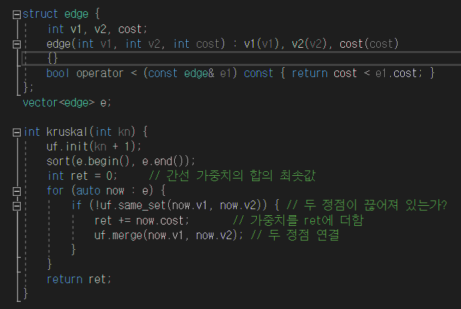 struct edge {
int v1, v2, cost;
edge(int v1, int v2, int cost) : v1(v1), v2(v2), cost(cost)
{}
bool operator < (const edge& e1) const { return cost < e1.cost; }
};
vector<edge> e;
int kruskal(int kn) {
uf.init(kn + 1);
sort(e.begin(), e.end());
int ret = 0; // 간선 가중치의 합의 최솟값
for (auto now : e) {
if (!uf.same_set(now.v1, now.v2)) { // 두 정점이 끊어져 있는가?
ret += now.cost; // 가중치를 ret에 더함
uf.merge(now.v1, now.v2); // 두 정점 연결
}
}
return ret;
}